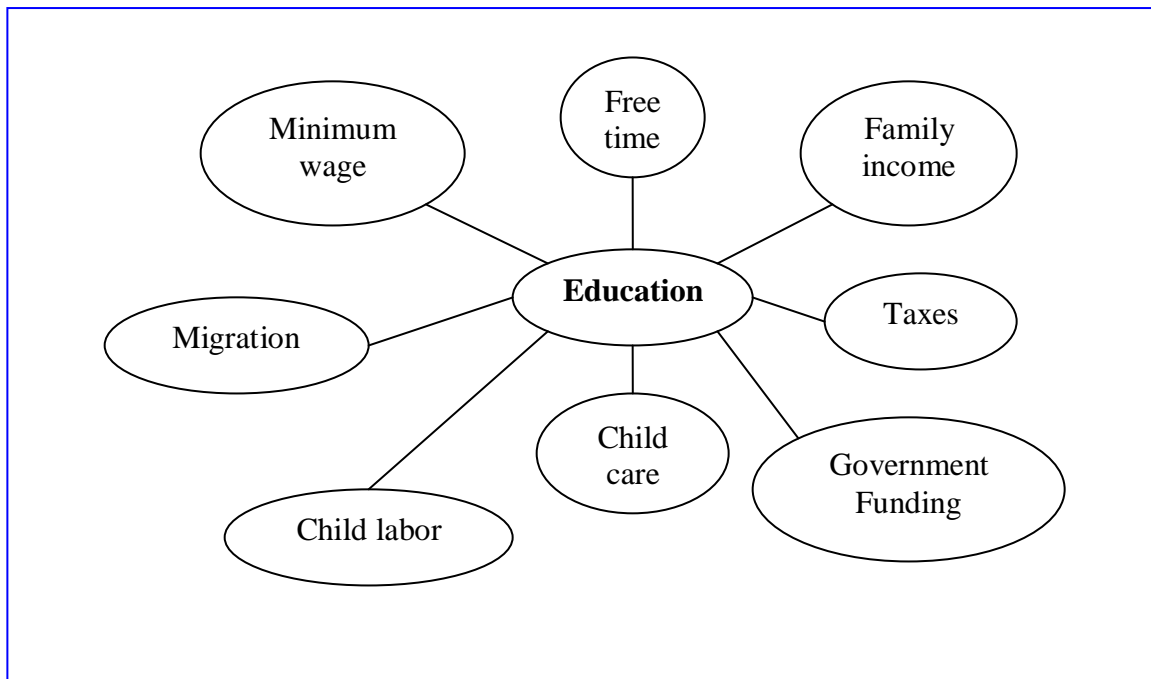 Free
time
Minimum
wage
Family
income
Education
Taxes
Migration
Child
care
Government
Funding
Child labor